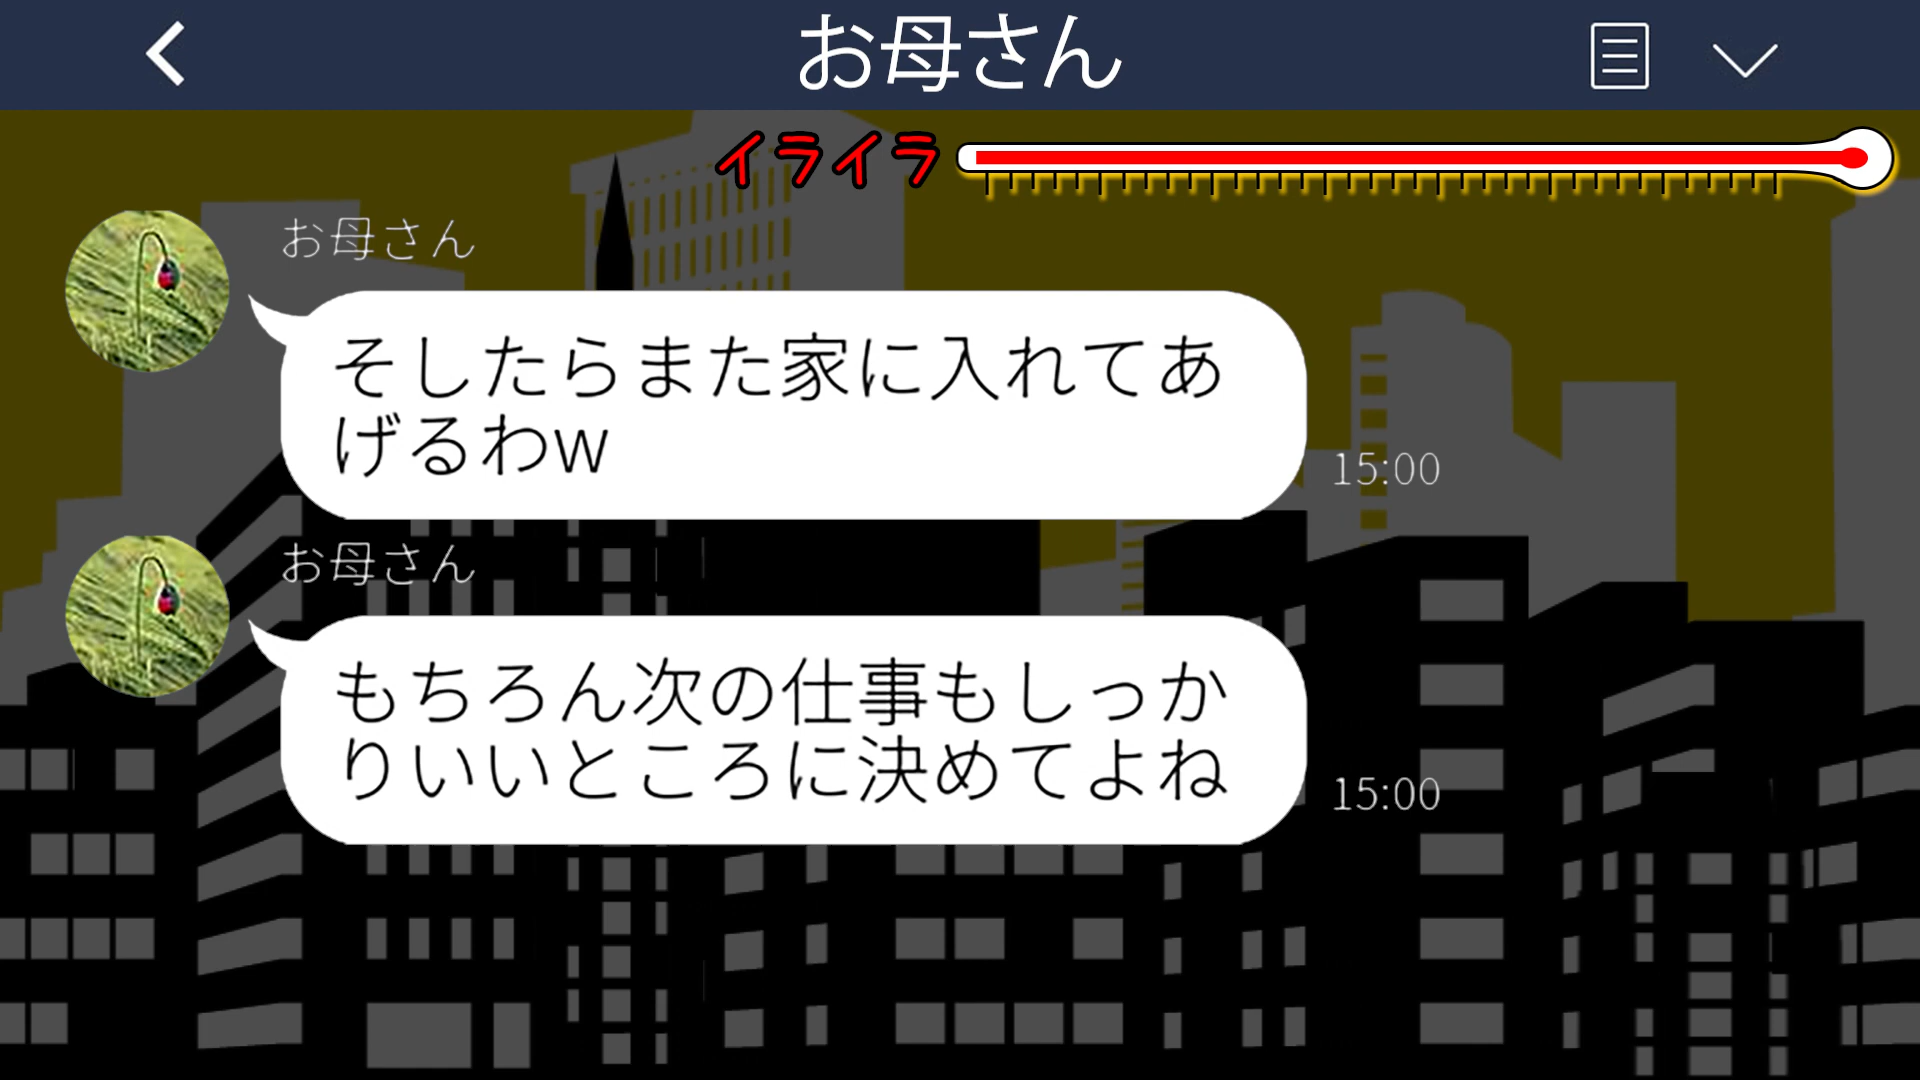 お母さん
イライラ
お母さん
そしたらまた家に入れてあ
げるわw
15:00
お母さん
もちろん次の仕事もしっか
りいいところに決めてよね
15:00